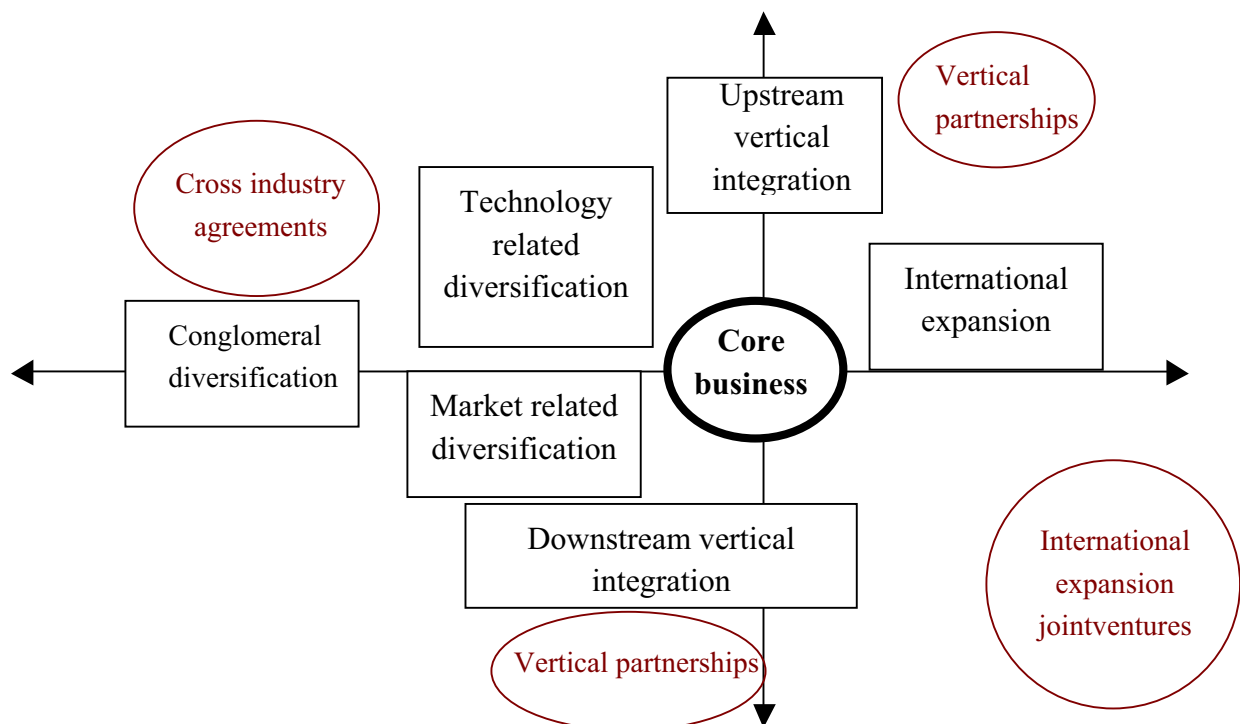 Upstream
vertical
integration
Vertical
partnerships
Cross industry
agreements
Technology
related
diversification
International
expansion
Conglomeral
diversification
Core
business
Market related
diversification
Downstream vertical
integration
International
expansion
jointventures
Vertical partnerships